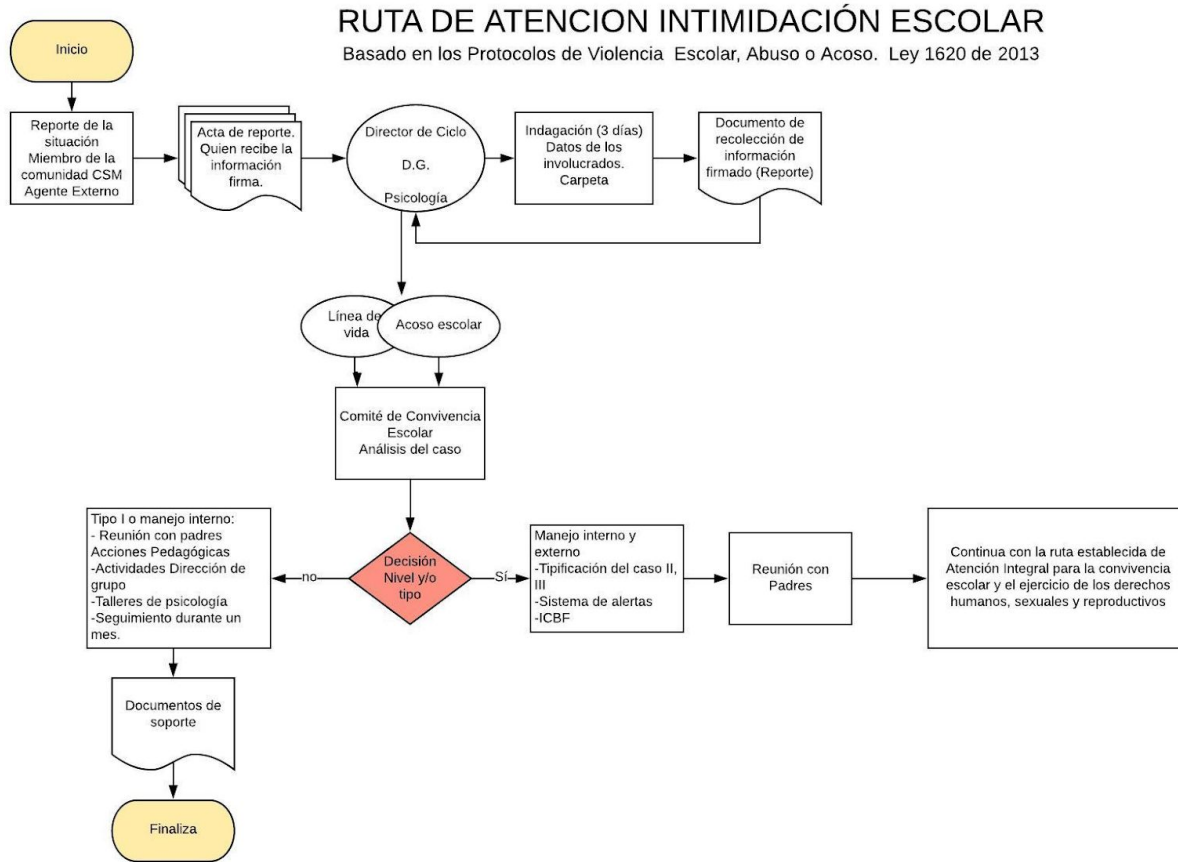 RUTA DE ATENCION INTIMIDACIÓN ESCOLAR
Basado en los Protocolos de Violencia Escolar, Abuso o Acoso. Ley 1620 de 2013
Inicio
Reporte de la
situación
Miembro de la
comunidad CSM
Agente Externo
Acta de reporte.
Quien recibe la
información
firma.
Director de Ciclo
D.G.
Psicología
Indagación (3 días)
Datos de los
involucrados.
Carpeta
Documento de
recolección de
información
firmado (Reporte)
Línea de
vida
Acoso escolar
Comité de Convivencia
Escolar
Análisis del caso
Tipo I o manejo interno:
- Reunión con padres
Acciones Pedagógicas
-Actividades Dirección de
grupo
-Talleres de psicología
-Seguimiento durante un
mes.
no
Decisión
Nivel y/o
tipo
Sí
Manejo interno y
externo
-Tipificación del caso II,
III
-Sistema de alertas
-ICBF
Reunión con
Padres
Continua con la ruta establecida de
Atención Integral para la convivencia
escolar y el ejercicio de los derechos
humanos, sexuales y reproductivos
Documentos de
soporte
Finaliza